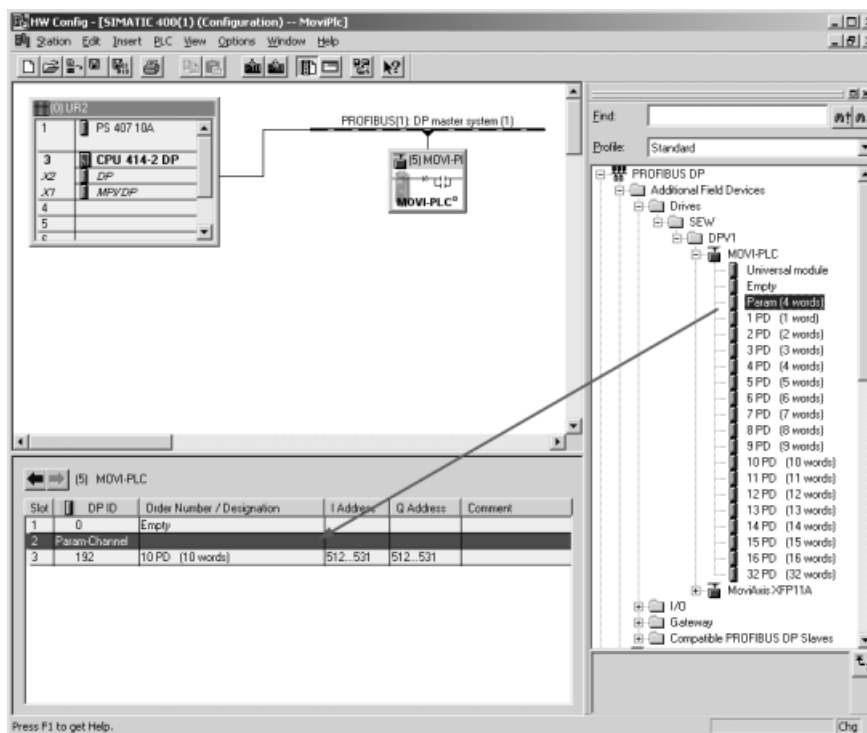 HW Config - [SIMATIC 400(1) (Configuration) -- MoviPlc]
Station Edit Insert PLC View Options Window Help
(0) UR2
1 PS 407 10A
3 CPU 414-2 DP
X2 DP
X1 MPI/DP
4
5
6
PROFIBUS(1): DP master system (1)
(5) MOVI-Pl
MOVI-PLC
Find:
Profile: Standard
PROFIBUS DP
Additional Field Devices
Drives
SEW
DPV1
MOVI-PLC
Universal module
Empty
Param (4 words)
1 PD (1 word)
2 PD (2 words)
3 PD (3 words)
4 PD (4 words)
5 PD (5 words)
6 PD (6 words)
7 PD (7 words)
8 PD (8 words)
9 PD (9 words)
10 PD (10 words)
11 PD (11 words)
12 PD (12 words)
13 PD (13 words)
14 PD (14 words)
15 PD (15 words)
16 PD (16 words)
32 PD (32 words)
MoviAxis XFP11A
I/O
Gateway
Compatible PROFIBUS DP Slaves
(5) MOVI-PLC
Slot DP ID Order Number / Designation I Address Q Address Comment
1 0 Empty
2 Param-Channel
3 192 10 PD (10 words) 512...531 512...531
Press F1 to get Help.
Chg